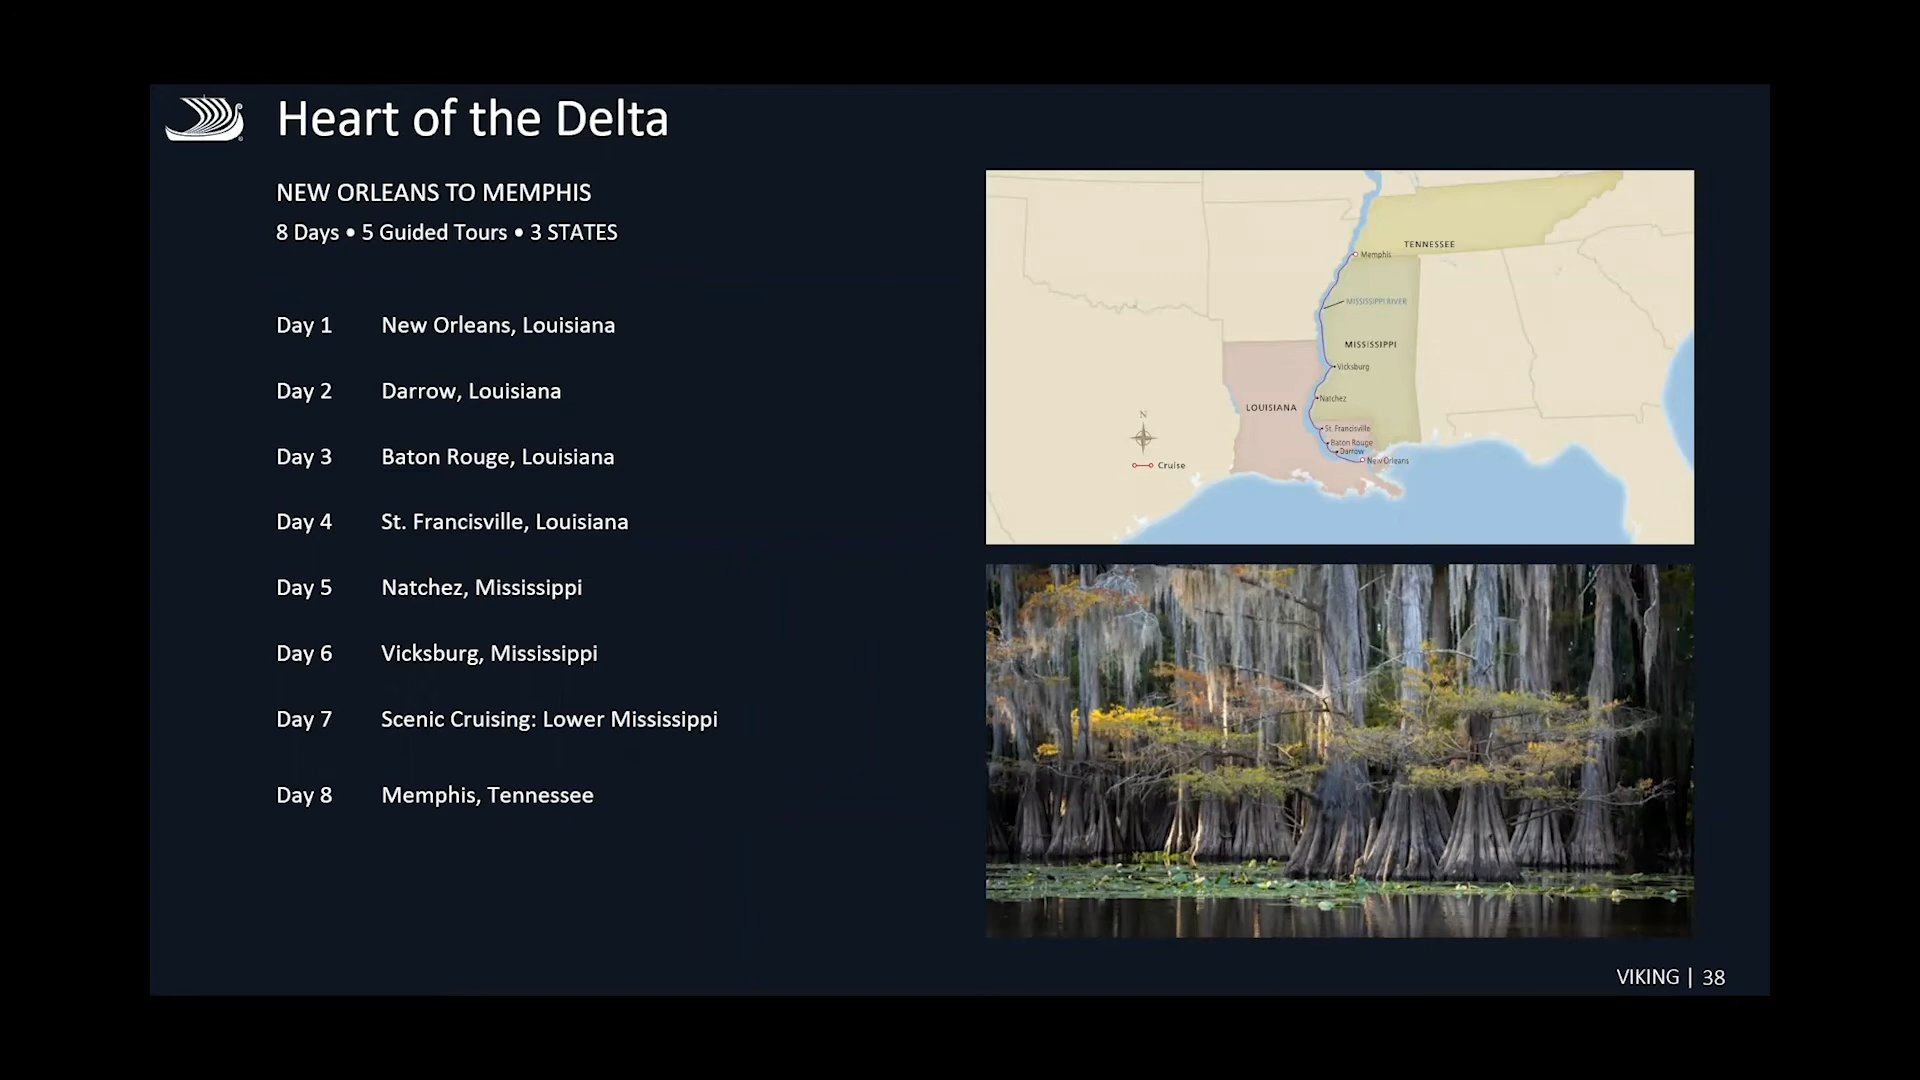 Heart of the Delta
NEW ORLEANS TO MEMPHIS
8 Days • 5 Guided Tours • 3 STATES
Day 1 New Orleans, Louisiana
Day 2 Darrow, Louisiana
Day 3 Baton Rouge, Louisiana
Day 4 St. Francisville, Louisiana
Day 5 Natchez, Mississippi
Day 6 Vicksburg, Mississippi
Day 7 Scenic Cruising: Lower Mississippi
Day 8 Memphis, Tennessee
TENNESSEE
Memphis
MISSISSIPPI RIVER
MISSISSIPPI
Vicksburg
Natchez
LOUISIANA
St. Francisville
Baton Rouge
Darrow
New Orleans
N
Cruise
VIKING | 38